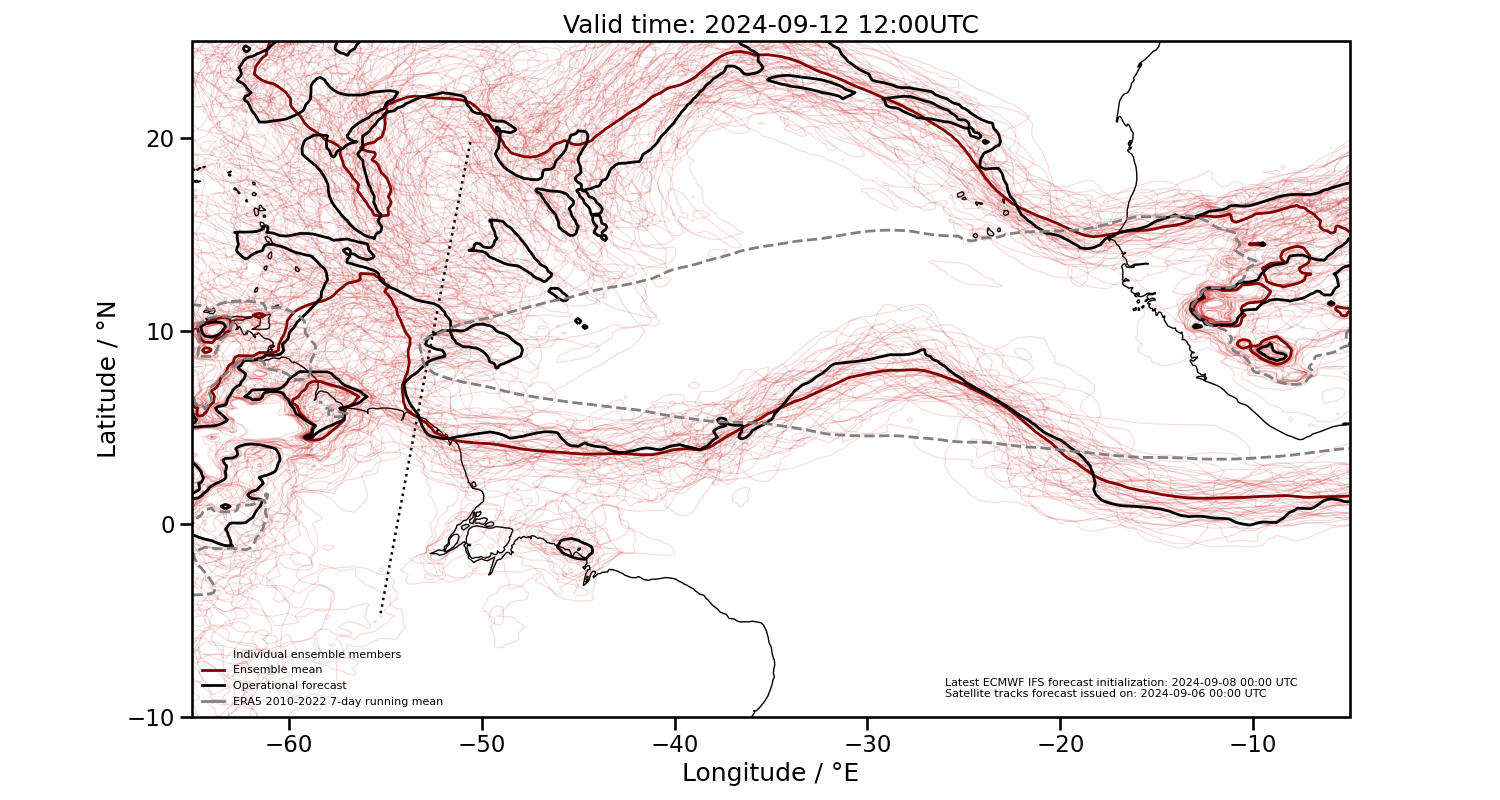 Valid time: 2024-09-12 12:00UTC
20
10
0
−10
Latitude / °N
Individual ensemble members
Ensemble mean
Operational forecast
ERA5 2010-2022 7-day running mean
Latest ECMWF IFS forecast initialization: 2024-09-08 00:00 UTC
Satellite tracks forecast issued on: 2024-09-06 00:00 UTC
−60
−50
−40
−30
−20
−10
Longitude / °E